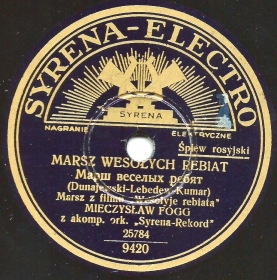 SYRENA-ELECTRO
SYRENA
NAGRANIE ELEKTRYCZNE
Śpiew rosyjski
MARSZ WESOŁYCH REBIAT
Марш веселых ребят
(Dunajewski-Lebedew Kumar)
Marsz z filmu „Wesołyje rebiata"
MIECZYSŁAW FOGG
z akomp. ork. „Syrena-Rekord"
25784
9420